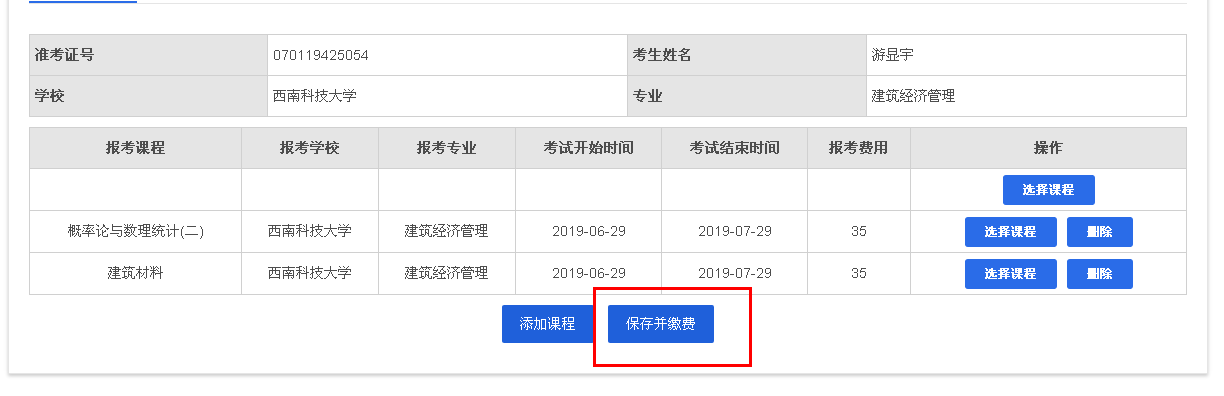 准考证号 070119425054 考生姓名 游显宇
学校 西南科技大学 专业 建筑经济管理
报考课程 报考学校 报考专业 考试开始时间 考试结束时间 报考费用 操作
选择课程
概率论与数理统计(二) 西南科技大学 建筑经济管理 2019-06-29 2019-07-29 35 选择课程 删除
建筑材料 西南科技大学 建筑经济管理 2019-06-29 2019-07-29 35 选择课程 删除
添加课程 保存并缴费